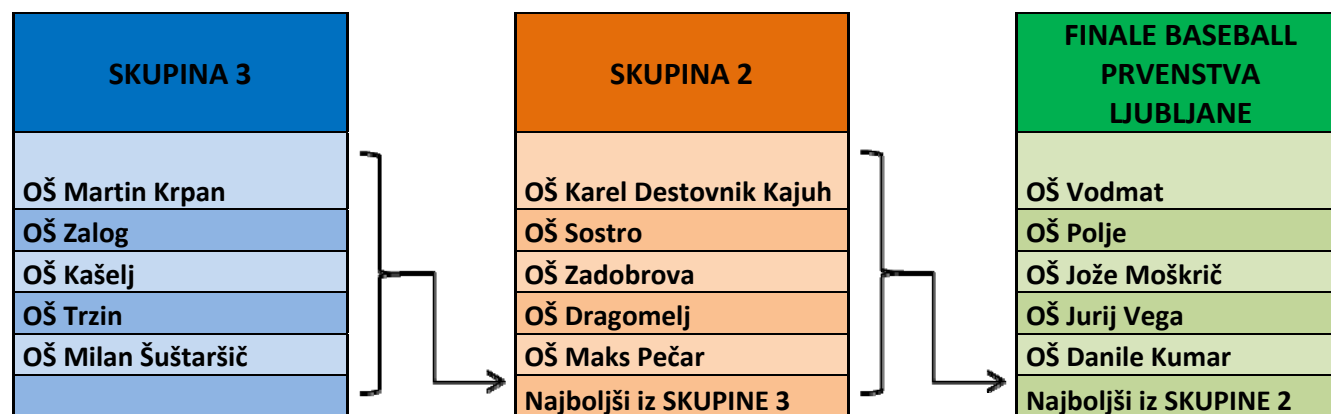 SKUPINA 3
OŠ Martin Krpan
OŠ Zalog
OŠ Kašelj
OŠ Trzin
OŠ Milan Šuštaršič
SKUPINA 2
OŠ Karel Destovnik Kajuh
OŠ Sostro
OŠ Zadobrova
OŠ Dragomelj
OŠ Maks Pečar
Najboljši iz SKUPINE 3
FINALE BASEBALL
PRVENSTVA
LJUBLJANE
OŠ Vodmat
OŠ Polje
OŠ Jože Moškrič
OŠ Jurij Vega
OŠ Danile Kumar
Najboljši iz SKUPINE 2